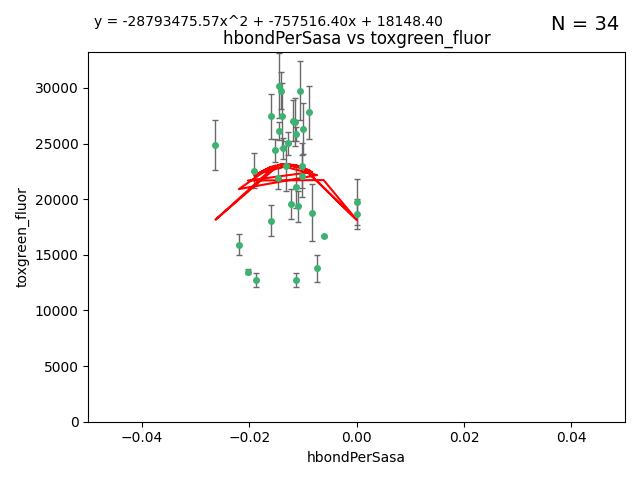 y = -28793475.57x^2 + -757516.40x + 18148.40
N = 34
hbondPerSasa vs toxgreen_fluor
30000
25000
20000
15000
10000
5000
0
toxgreen_fluor
−0.04
−0.02
0.00
0.02
0.04
hbondPerSasa